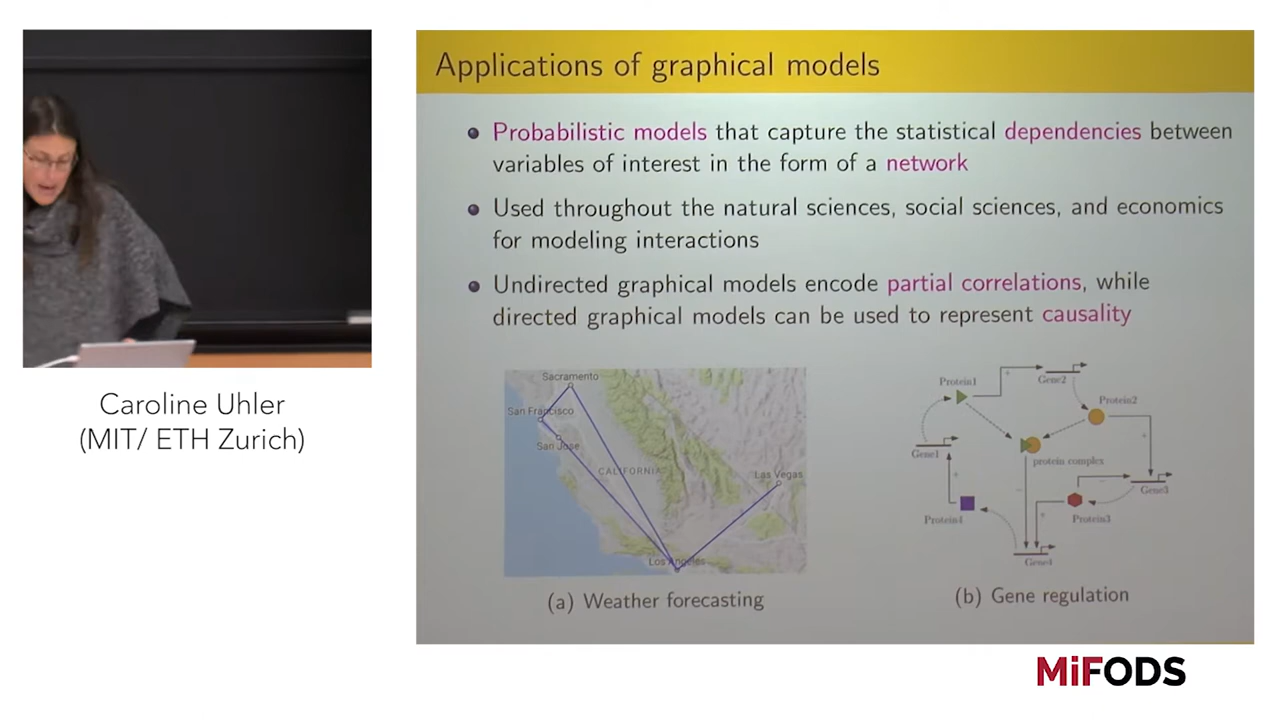 Applications of graphical models
Probabilistic models that capture the statistical dependencies between
variables of interest in the form of a network
Used throughout the natural sciences, social sciences, and economics
for modeling interactions
Undirected graphical models encode partial correlations, while
directed graphical models can be used to represent causality
Sacramento
San Francisco
San Jose
CALIFORNIA
Las Vegas
Los Angeles
(a) Weather forecasting
Protein1
Gene2
Protein2
Gene1
protein complex
Gene3
Protein4
Protein3
Gene4
(b) Gene regulation
Caroline Uhler
(MIT/ ETH Zurich)
MiFODS